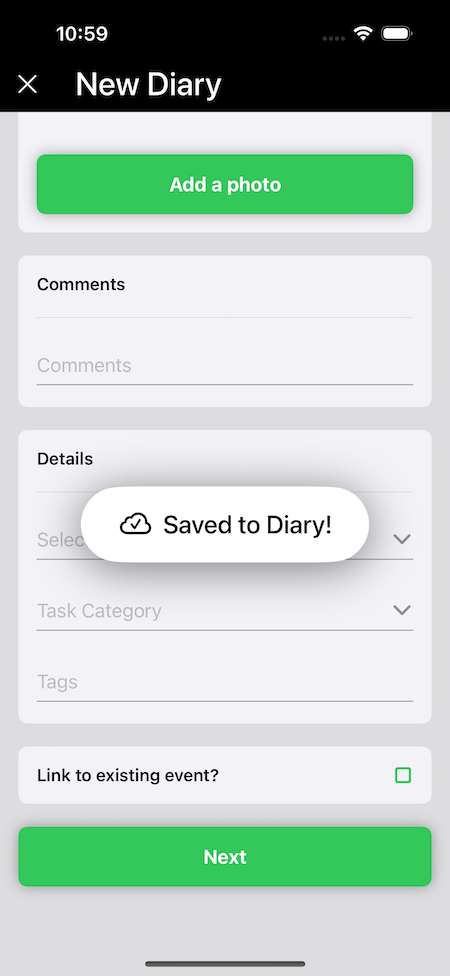 10:59
New Diary
Add a photo
Comments
Comments
Details
Saved to Diary!
Task Category
Tags
Link to existing event?
Next